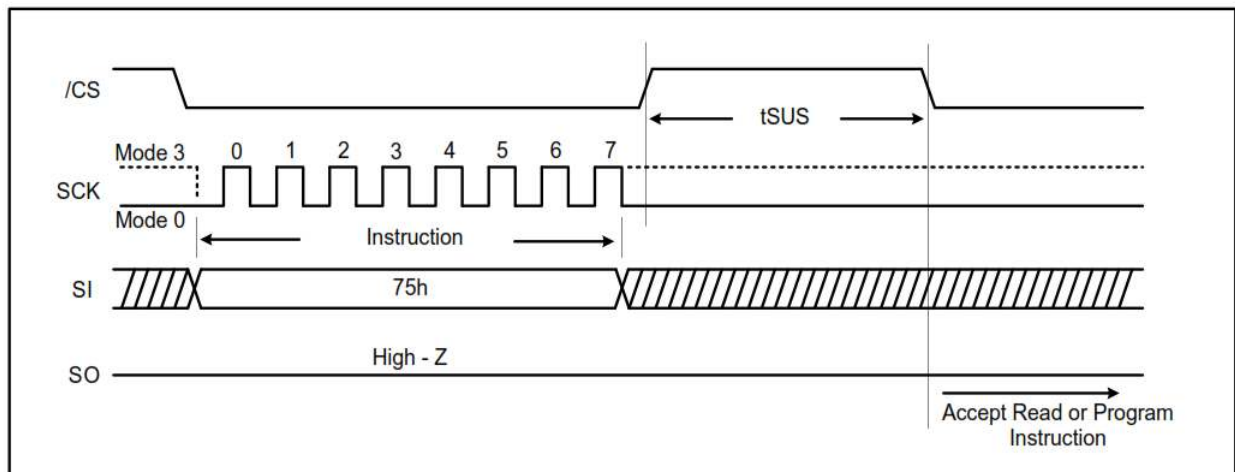 /CS
tSUS
Mode 3
0 1 2 3 4 5 6 7
SCK
Mode 0
Instruction
SI
75h
High - Z
SO
Accept Read or Program
Instruction